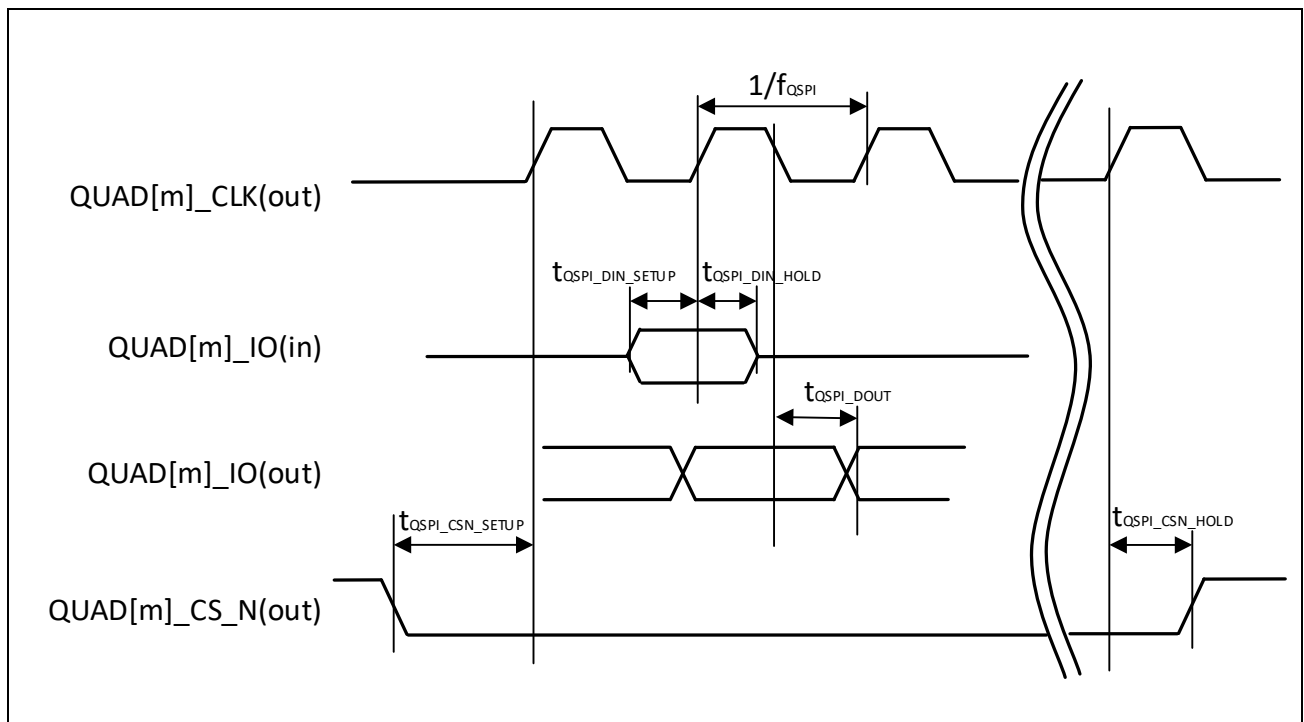 1/fQSPI
QUAD[m]_CLK(out)
tQSPI_DIN_SETUP tQSPI_DIN_HOLD
QUAD[m]_IO(in)
tQSPI_DOUT
QUAD[m]_IO(out)
tQSPI_CSN_SETUP tQSPI_CSN_HOLD
QUAD[m]_CS_N(out)